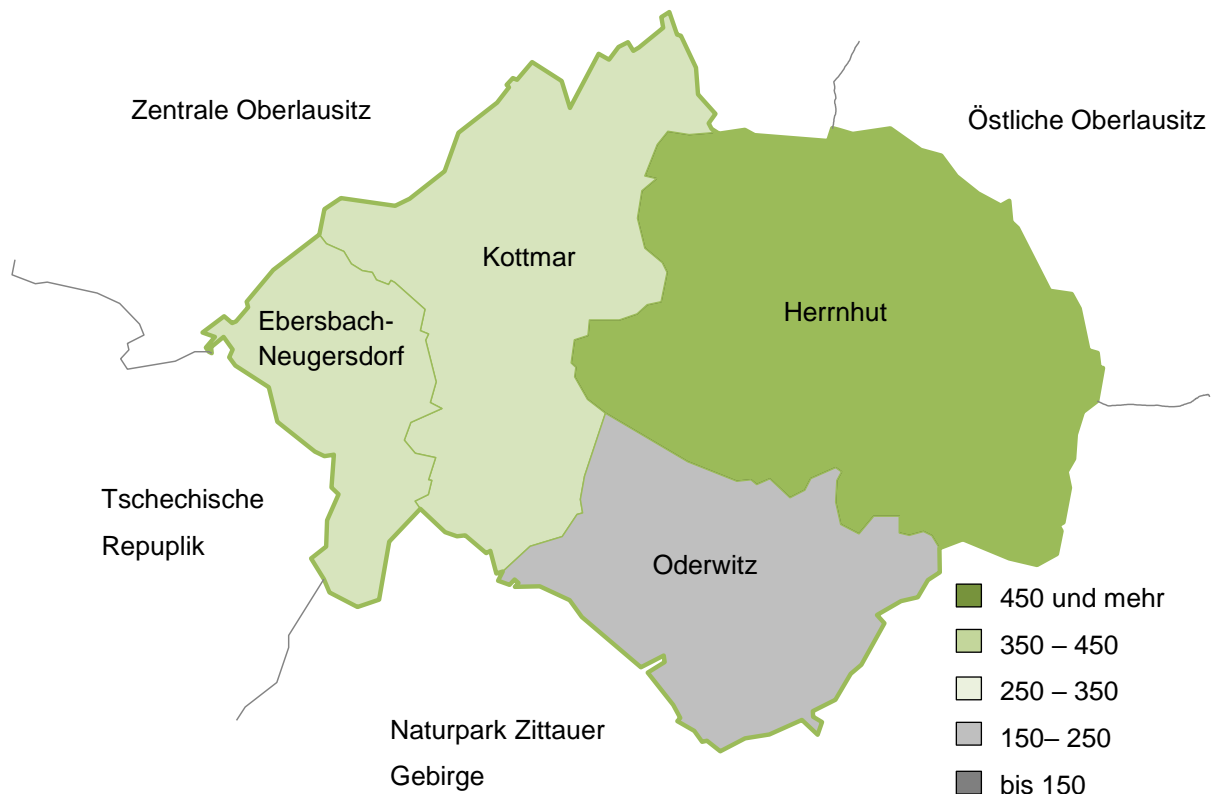 Zentrale Oberlausitz
Östliche Oberlausitz
Kottmar
Ebersbach-
Neugersdorf
Herrnhut
Tschechische
Repuplik
Oderwitz
Naturpark Zittauer
Gebirge
450 und mehr
350 – 450
250 – 350
150– 250
bis 150